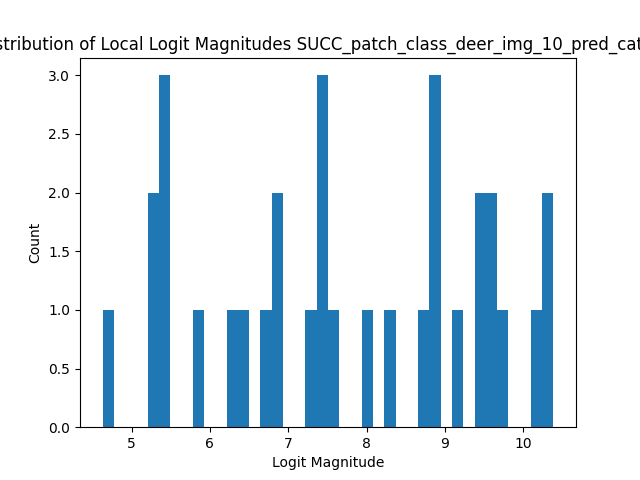 stribution of Local Logit Magnitudes SUCC_patch_class_deer_img_10_pred_cat
3.0
2.5
2.0
1.5
1.0
0.5
0.0
Count
5 6 7 8 9 10
Logit Magnitude